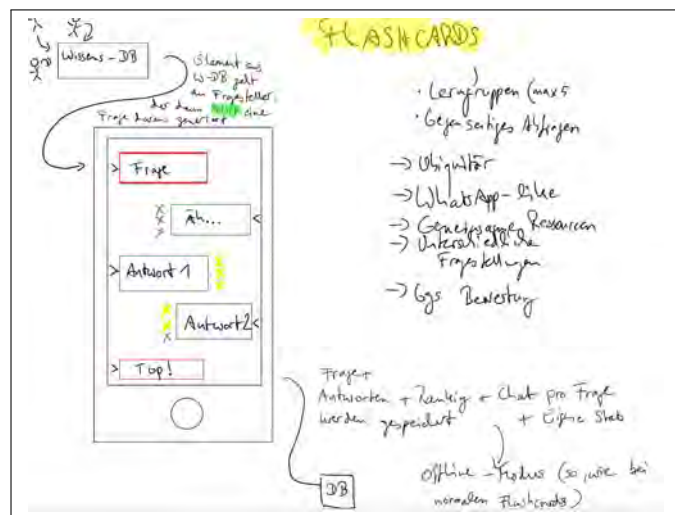 FLASHCARDS
Wissens-DB
Element aus
W-DB geht
an Fragesteller,
der dann eine
Frage daraus generiert
Frage
Äh...
Antwort 1
Antwort 2
Top!
• Lerngruppen (max 5
• Gegenseitiges Abfragen
→ Ubiquitär
→ WhatsApp-like
→ Gemeinsame Ressourcen
→ Unterschiedliche
Fragestellungen
→ Ggs Bewertung
Frage +
Antworten + Ranking + Chat pro Frage
werden gespeichert + Eigene Stats
DB
Offline-Modus (so, wie bei
normalen Flashcards)